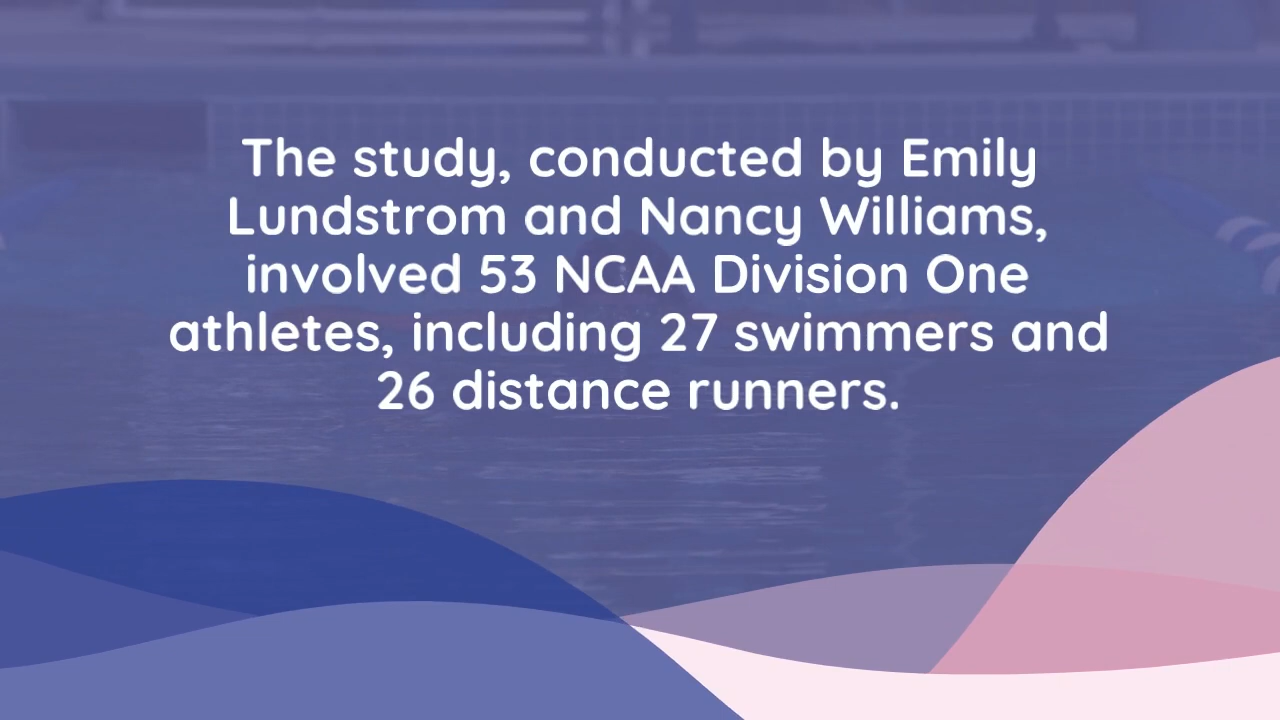 The study, conducted by Emily
Lundstrom and Nancy Williams,
involved 53 NCAA Division One
athletes, including 27 swimmers and
26 distance runners.